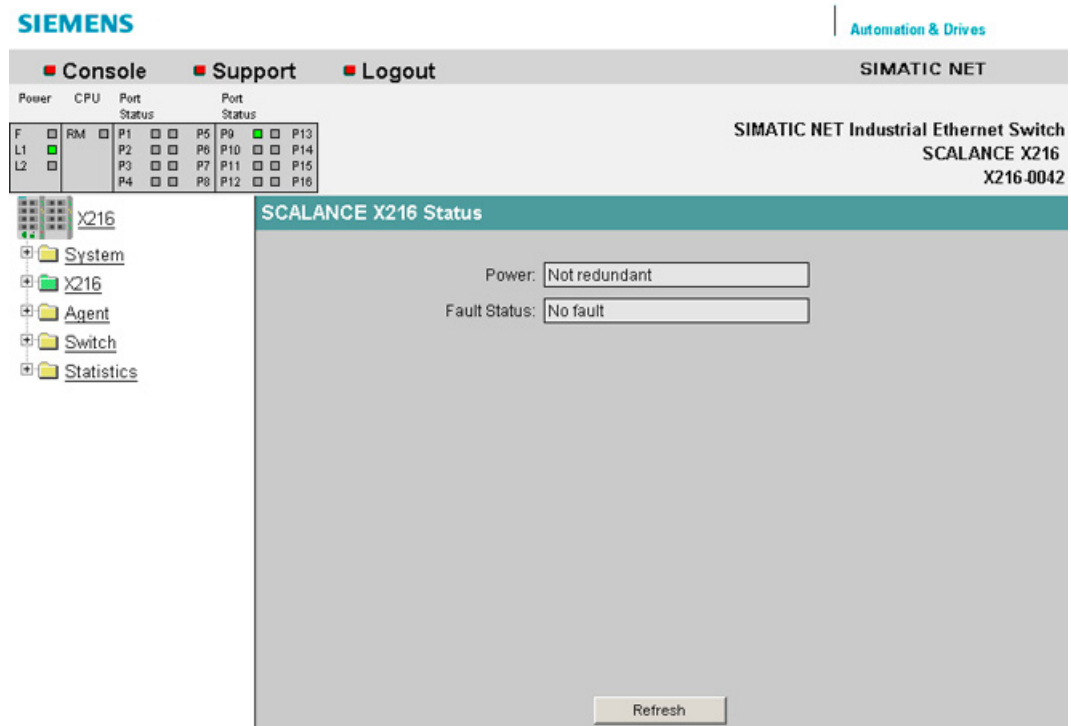 SIEMENS
Automation & Drives
Console Support Logout SIMATIC NET
Power CPU Port Status Port Status
F RM P1 P5 P9 P13
L1 P2 P6 P10 P14
L2 P3 P7 P11 P15
P4 P8 P12 P16
SIMATIC NET Industrial Ethernet Switch
SCALANCE X216
X216-0042
X216
System
X216
Agent
Switch
Statistics
SCALANCE X216 Status
Power: Not redundant
Fault Status: No fault
Refresh